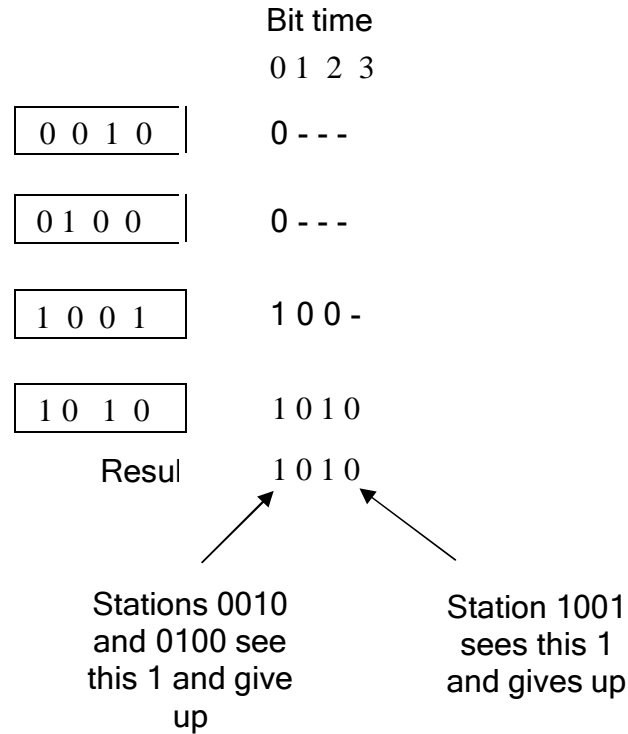 Bit time
0 1 2 3
0 0 1 0 0 - - -
0 1 0 0 0 - - -
1 0 0 1 1 0 0 -
1 0 1 0 1 0 1 0
Resul 1 0 1 0
Stations 0010
and 0100 see
this 1 and give
up
Station 1001
sees this 1
and gives up